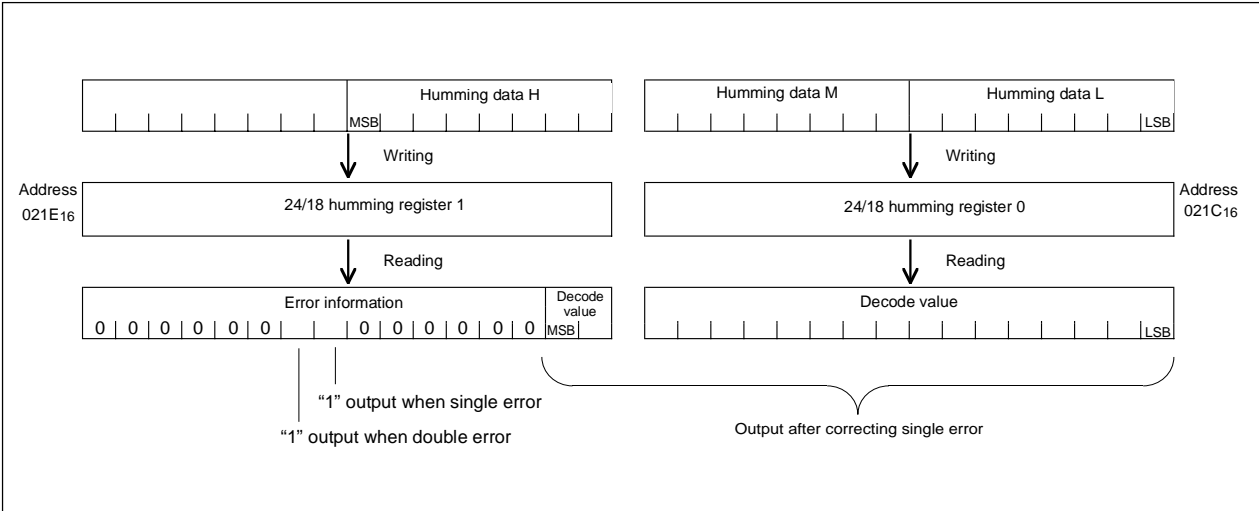 Humming data H
Humming data M
Humming data L
MSB
LSB
Writing
Writing
Address
021E16
24/18 humming register 1
24/18 humming register 0
Address
021C16
Reading
Reading
Error information
Decode
value
Decode value
0 0 0 0 0 0 0 0 0 0 0 0 MSB
LSB
“1” output when single error
“1” output when double error
Output after correcting single error